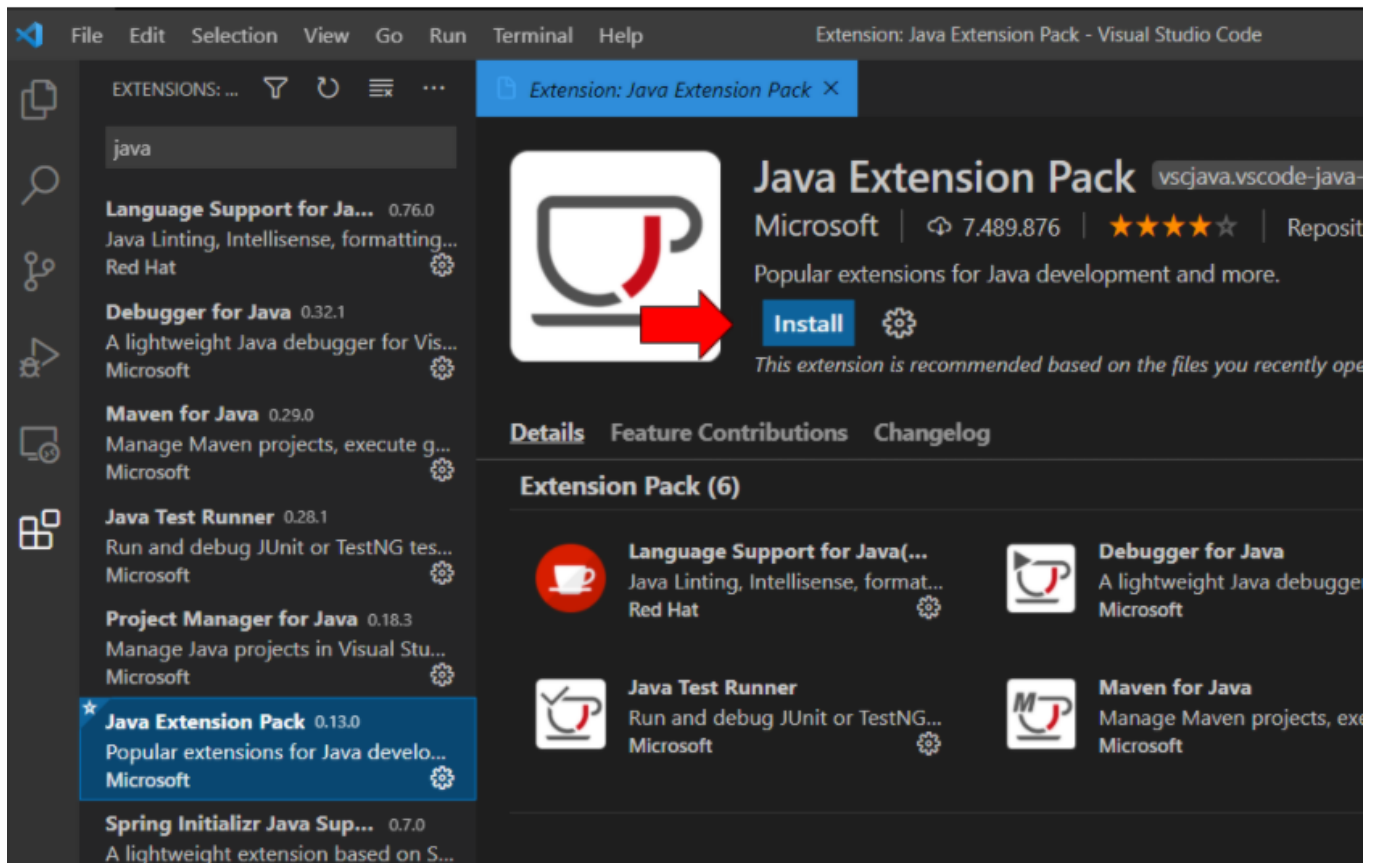 File Edit Selection View Go Run Terminal Help Extension: Java Extension Pack - Visual Studio Code
EXTENSIONS: ...
java
Language Support for Ja... 0.76.0
Java Linting, Intellisense, formatting...
Red Hat
Debugger for Java 0.32.1
A lightweight Java debugger for Vis...
Microsoft
Maven for Java 0.29.0
Manage Maven projects, execute g...
Microsoft
Java Test Runner 0.28.1
Run and debug JUnit or TestNG tes...
Microsoft
Project Manager for Java 0.18.3
Manage Java projects in Visual Stu...
Microsoft
Java Extension Pack 0.13.0
Popular extensions for Java develo...
Microsoft
Spring Initializr Java Sup... 0.7.0
A lightweight extension based on S...
Extension: Java Extension Pack
Java Extension Pack vscjava.vscode-java-
Microsoft 7.489.876 Reposit
Popular extensions for Java development and more.
Install
This extension is recommended based on the files you recently ope
Details Feature Contributions Changelog
Extension Pack (6)
Language Support for Java(...
Java Linting, Intellisense, format...
Red Hat
Debugger for Java
A lightweight Java debugger
Microsoft
Java Test Runner
Run and debug JUnit or TestNG...
Microsoft
M
Maven for Java
Manage Maven projects, exe
Microsoft